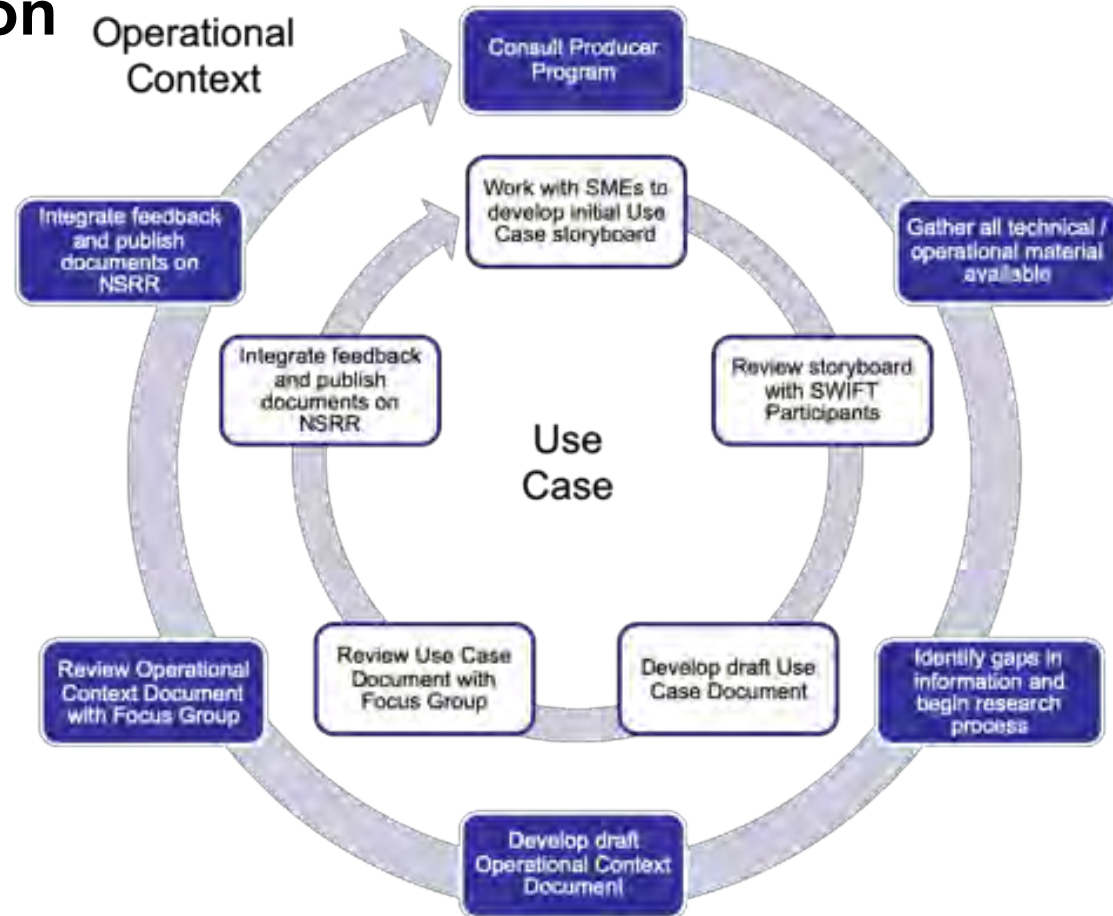 on
Operational
Context
Consult Producer
Program
Gather all technical /
operational material
available
Identify gaps in
information and
begin research
process
Develop draft
Operational Context
Document
Review Operational
Context Document
with Focus Group
Integrate feedback
and publish
documents on
NSRR
Work with SMEs to
develop initial Use
Case storyboard
Review storyboard
with SWIFT
Participants
Develop draft Use
Case Document
Review Use Case
Document with
Focus Group
Integrate feedback
and publish
documents on
NSRR
Use
Case